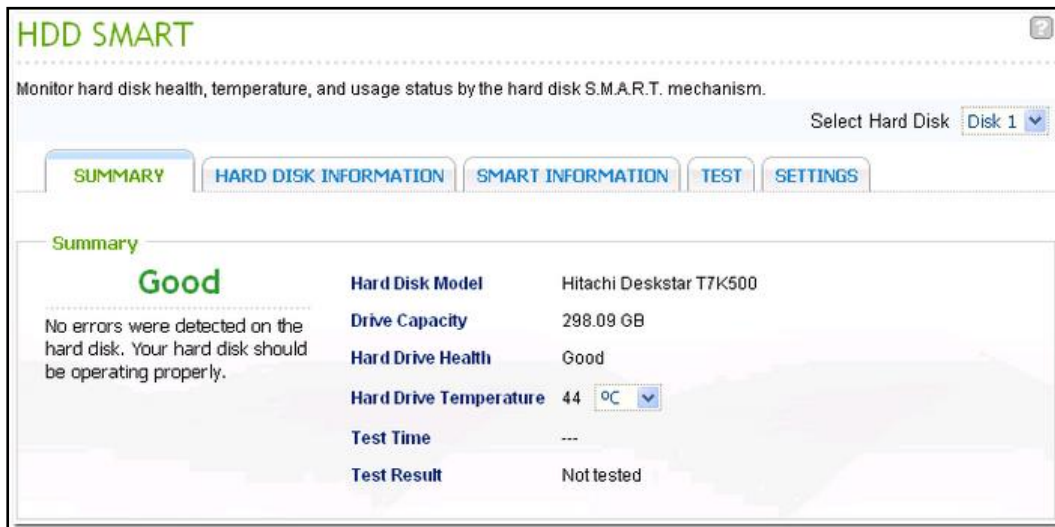 HDD SMART
?
Monitor hard disk health, temperature, and usage status by the hard disk S.M.A.R.T. mechanism.
Select Hard Disk Disk 1
SUMMARY HARD DISK INFORMATION SMART INFORMATION TEST SETTINGS
Summary
Good
No errors were detected on the
hard disk. Your hard disk should
be operating properly.
Hard Disk Model Hitachi Deskstar T7K500
Drive Capacity 298.09 GB
Hard Drive Health Good
Hard Drive Temperature 44 ºC
Test Time ---
Test Result Not tested